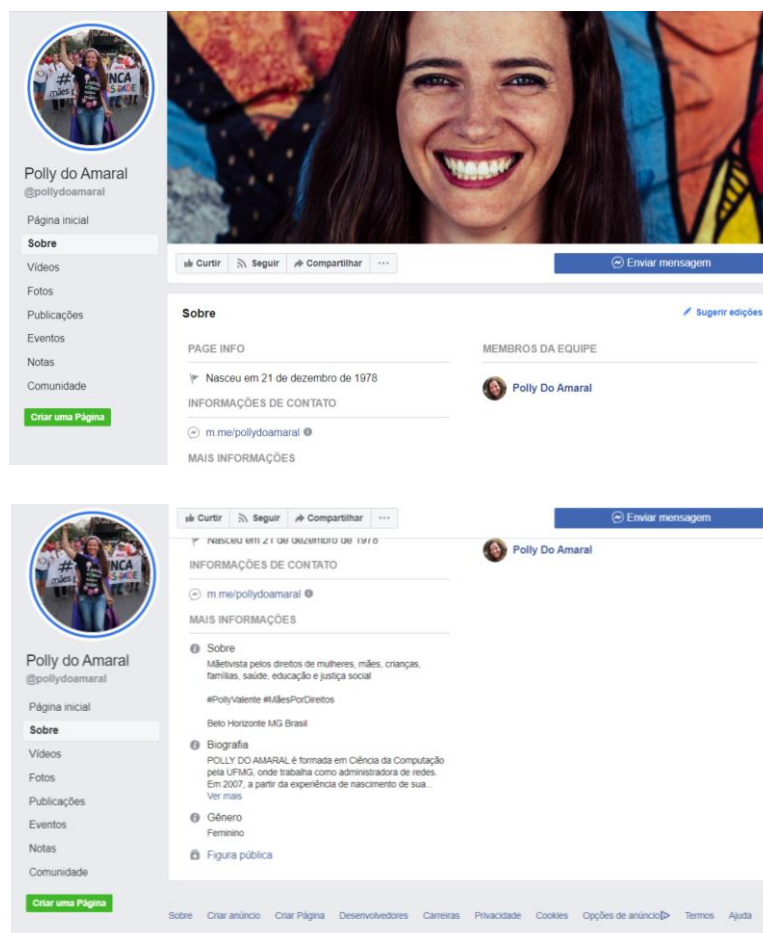 #
INCA
mães
Polly do Amaral
@pollydoamaral
Página inicial
Sobre
Vídeos
Fotos
Publicações
Eventos
Notas
Comunidade
Criar uma Página
Curtir Seguir Compartilhar ...
Enviar mensagem
Sobre
Sugerir edições
PAGE INFO
Nasceu em 21 de dezembro de 1978
INFORMAÇÕES DE CONTATO
m.me/pollydoamaral
MAIS INFORMAÇÕES
MEMBROS DA EQUIPE
Polly Do Amaral
#
INCA
mães
Polly do Amaral
@pollydoamaral
Página inicial
Sobre
Vídeos
Fotos
Publicações
Eventos
Notas
Comunidade
Criar uma Página
Curtir Seguir Compartilhar ...
Enviar mensagem
Nasceu em 21 de dezembro de 1978
INFORMAÇÕES DE CONTATO
m.me/pollydoamaral
MAIS INFORMAÇÕES
Sobre
Mãetivista pelos direitos de mulheres, mães, crianças,
famílias, saúde, educação e justiça social
#PollyValente #MãesPorDireitos
Belo Horizonte MG Brasil
Biografia
POLLY DO AMARAL é formada em Ciência da Computação
pela UFMG, onde trabalha como administradora de redes.
Em 2007, a partir da experiência de nascimento de sua...
Ver mais
Gênero
Feminino
Figura pública
Polly Do Amaral
Sobre Criar anúncio Criar Página Desenvolvedores Carreiras Privacidade Cookies Opções de anúncio Termos Ajuda